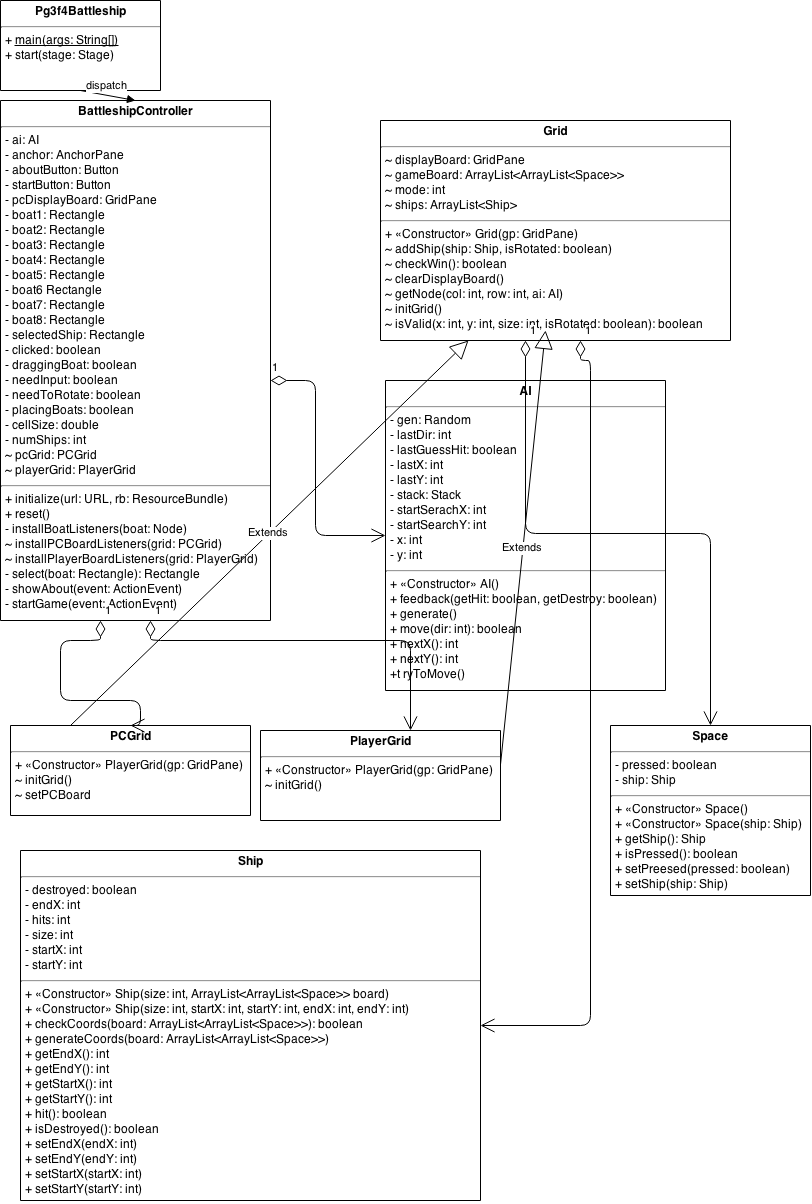 Pg3f4Battleship
+ main(args: String[])
+ start(stage: Stage)
dispatch
BattleshipController
- ai: AI
- anchor: AnchorPane
- aboutButton: Button
- startButton: Button
- pcDisplayBoard: GridPane
- boat1: Rectangle
- boat2: Rectangle
- boat3: Rectangle
- boat4: Rectangle
- boat5: Rectangle
- boat6 Rectangle
- boat7: Rectangle
- boat8: Rectangle
- selectedShip: Rectangle
- clicked: boolean
- draggingBoat: boolean
- needInput: boolean
- needToRotate: boolean
- placingBoats: boolean
- cellSize: double
- numShips: int
~ pcGrid: PCGrid
~ playerGrid: PlayerGrid
+ initialize(url: URL, rb: ResourceBundle)
+ reset()
- installBoatListeners(boat: Node)
~ installPCBoardListeners(grid: PCGrid)
~ installPlayerBoardListeners(grid: PlayerGrid)
- select(boat: Rectangle): Rectangle
- showAbout(event: ActionEvent)
- startGame(event: ActionEvent)
1
1
1
Extends
Grid
~ displayBoard: GridPane
~ gameBoard: ArrayList<ArrayList<Space>>
~ mode: int
~ ships: ArrayList<Ship>
+ «Constructor» Grid(gp: GridPane)
~ addShip(ship: Ship, isRotated: boolean)
~ checkWin(): boolean
~ clearDisplayBoard()
~ getNode(col: int, row: int, ai: AI)
~ initGrid()
~ isValid(x: int, y: int, size: int, isRotated: boolean): boolean
1
1
AI
- gen: Random
- lastDir: int
- lastGuessHit: boolean
- lastX: int
- lastY: int
- stack: Stack
- startSerachX: int
- startSearchY: int
- x: int
- y: int
Extends
+ «Constructor» AI()
+ feedback(getHit: boolean, getDestroy: boolean)
+ generate()
+ move(dir: int): boolean
+ nextX(): int
+ nextY(): int
+t ryToMove()
PCGrid
+ «Constructor» PlayerGrid(gp: GridPane)
~ initGrid()
~ setPCBoard
PlayerGrid
+ «Constructor» PlayerGrid(gp: GridPane)
~ initGrid()
Space
- pressed: boolean
- ship: Ship
+ «Constructor» Space()
+ «Constructor» Space(ship: Ship)
+ getShip(): Ship
+ isPressed(): boolean
+ setPreesed(pressed: boolean)
+ setShip(ship: Ship)
Ship
- destroyed: boolean
- endX: int
- hits: int
- size: int
- startX: int
- startY: int
+ «Constructor» Ship(size: int, ArrayList<ArrayList<Space>> board)
+ «Constructor» Ship(size: int, startX: int, startY: int, endX: int, endY: int)
+ checkCoords(board: ArrayList<ArrayList<Space>>): boolean
+ generateCoords(board: ArrayList<ArrayList<Space>>)
+ getEndX(): int
+ getEndY(): int
+ getStartX(): int
+ getStartY(): int
+ hit(): boolean
+ isDestroyed(): boolean
+ setEndX(endX: int)
+ setEndY(endY: int)
+ setStartX(startX: int)
+ setStartY(startY: int)